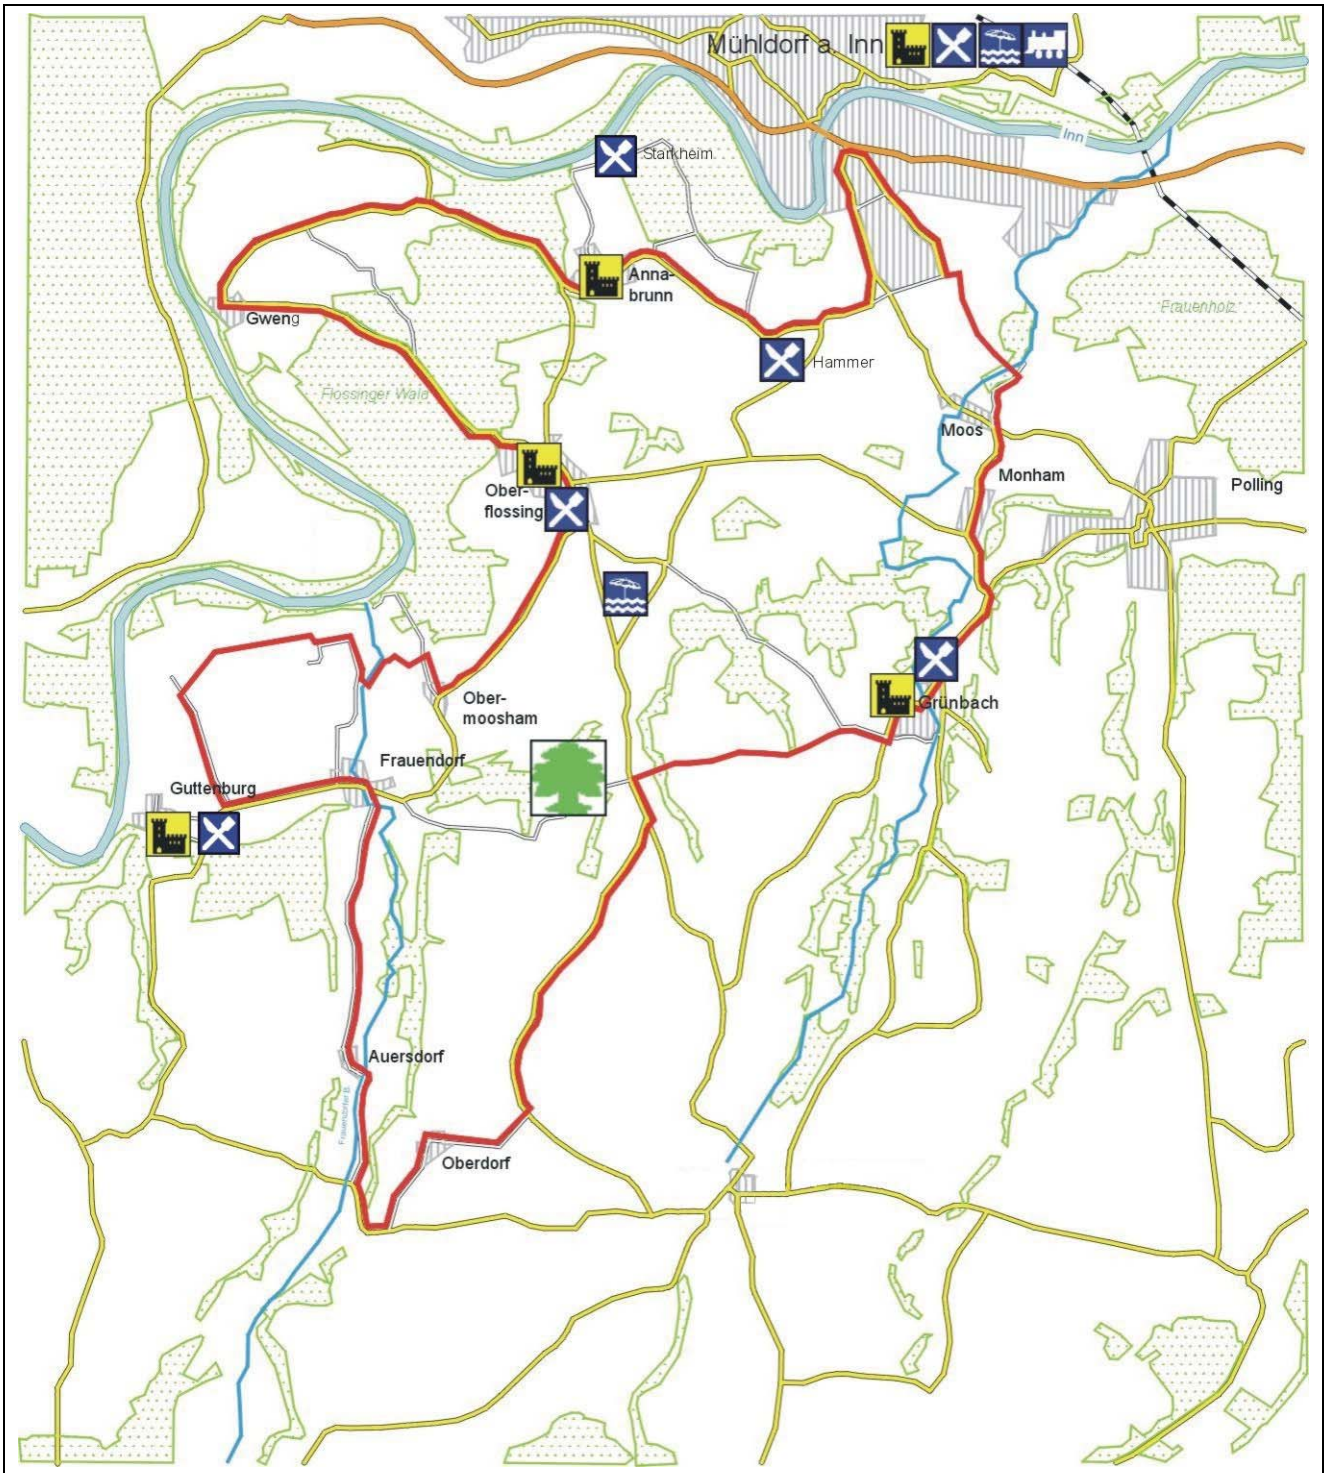 Mühldorf a. Inn
Inn
Starkheim
Anna-
brunn
Frauenholz
Gweng
Hammer
Flossinger Wald
Moos
Monham
Polling
Ober-
flossing
Ober-
moosham
Grünbach
Frauendorf
Guttenburg
Auersdorf
Frauendorfer B.
Oberdorf